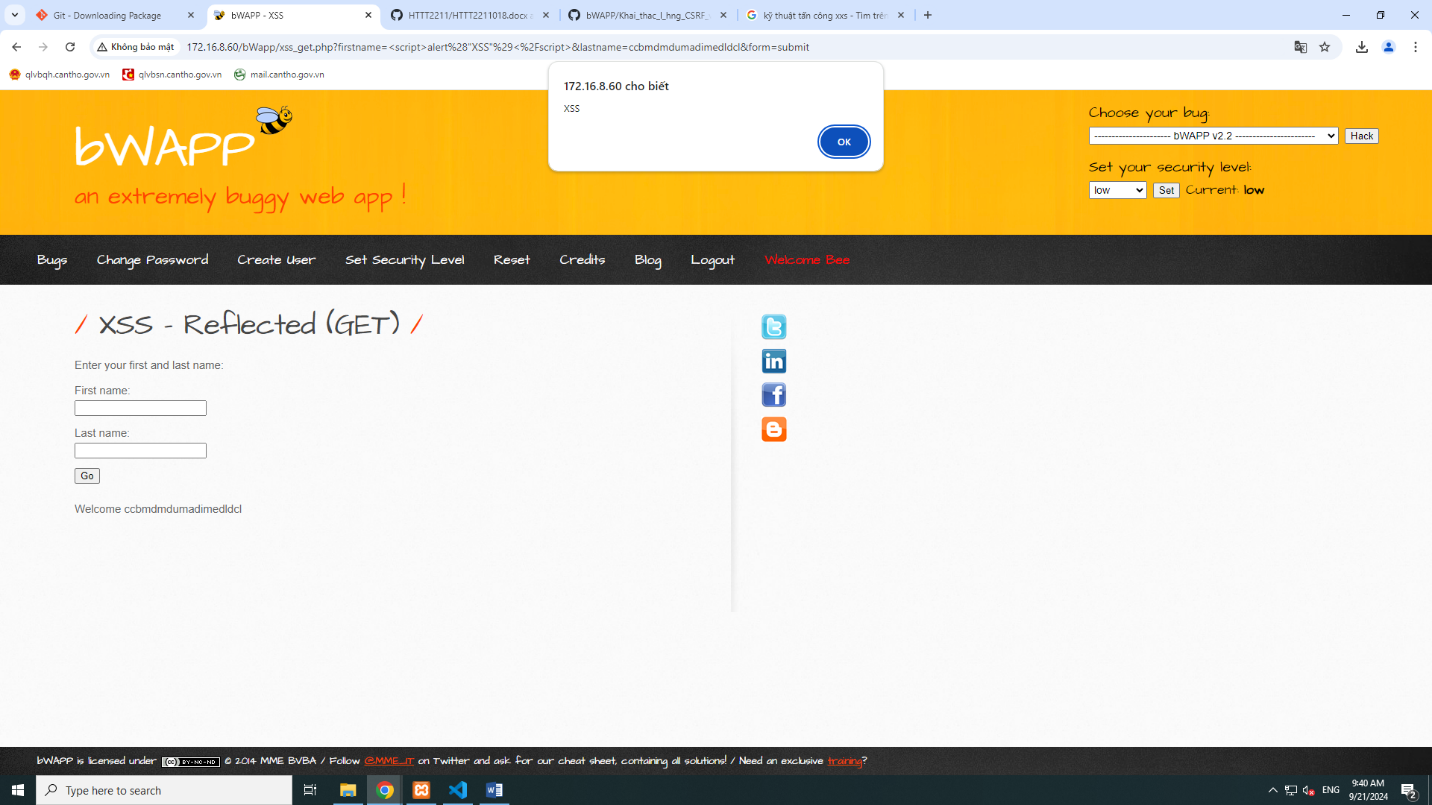 Git - Downloading Package
bWAPP - XSS
HTTT2211/HTTT2211018.docx a
bWAPP/Khai_thac_l_hng_CSRF_
kỹ thuật tấn công xxs - Tìm trên
Không bảo mật
172.16.8.60/bWapp/xss_get.php?firstname=<script>alert%28"XSS"%29<%2Fscript>&lastname=ccbmdmdumadimedldcl&form=submit
qlvbqh.cantho.gov.vn
qlvbsn.cantho.gov.vn
mail.cantho.gov.vn
172.16.8.60 cho biết
XSS
OK
bWAPP
an extremely buggy web app !
Choose your bug:
---------------------- bWAPP v2.2 ----------------------- Hack
Set your security level:
low Set Current: low
Bugs Change Password Create User Set Security Level Reset Credits Blog Logout Welcome Bee
/ XSS - Reflected (GET) /
Enter your first and last name:
First name:
Last name:
Go
Welcome ccbmdmdumadimedldcl
bWAPP is licensed under (cc) BY-NC-ND © 2014 MME BVBA / Follow @MME_IT on Twitter and ask for our cheat sheet, containing all solutions! / Need an exclusive training?
Type here to search
ENG
9:40 AM
9/21/2024
2